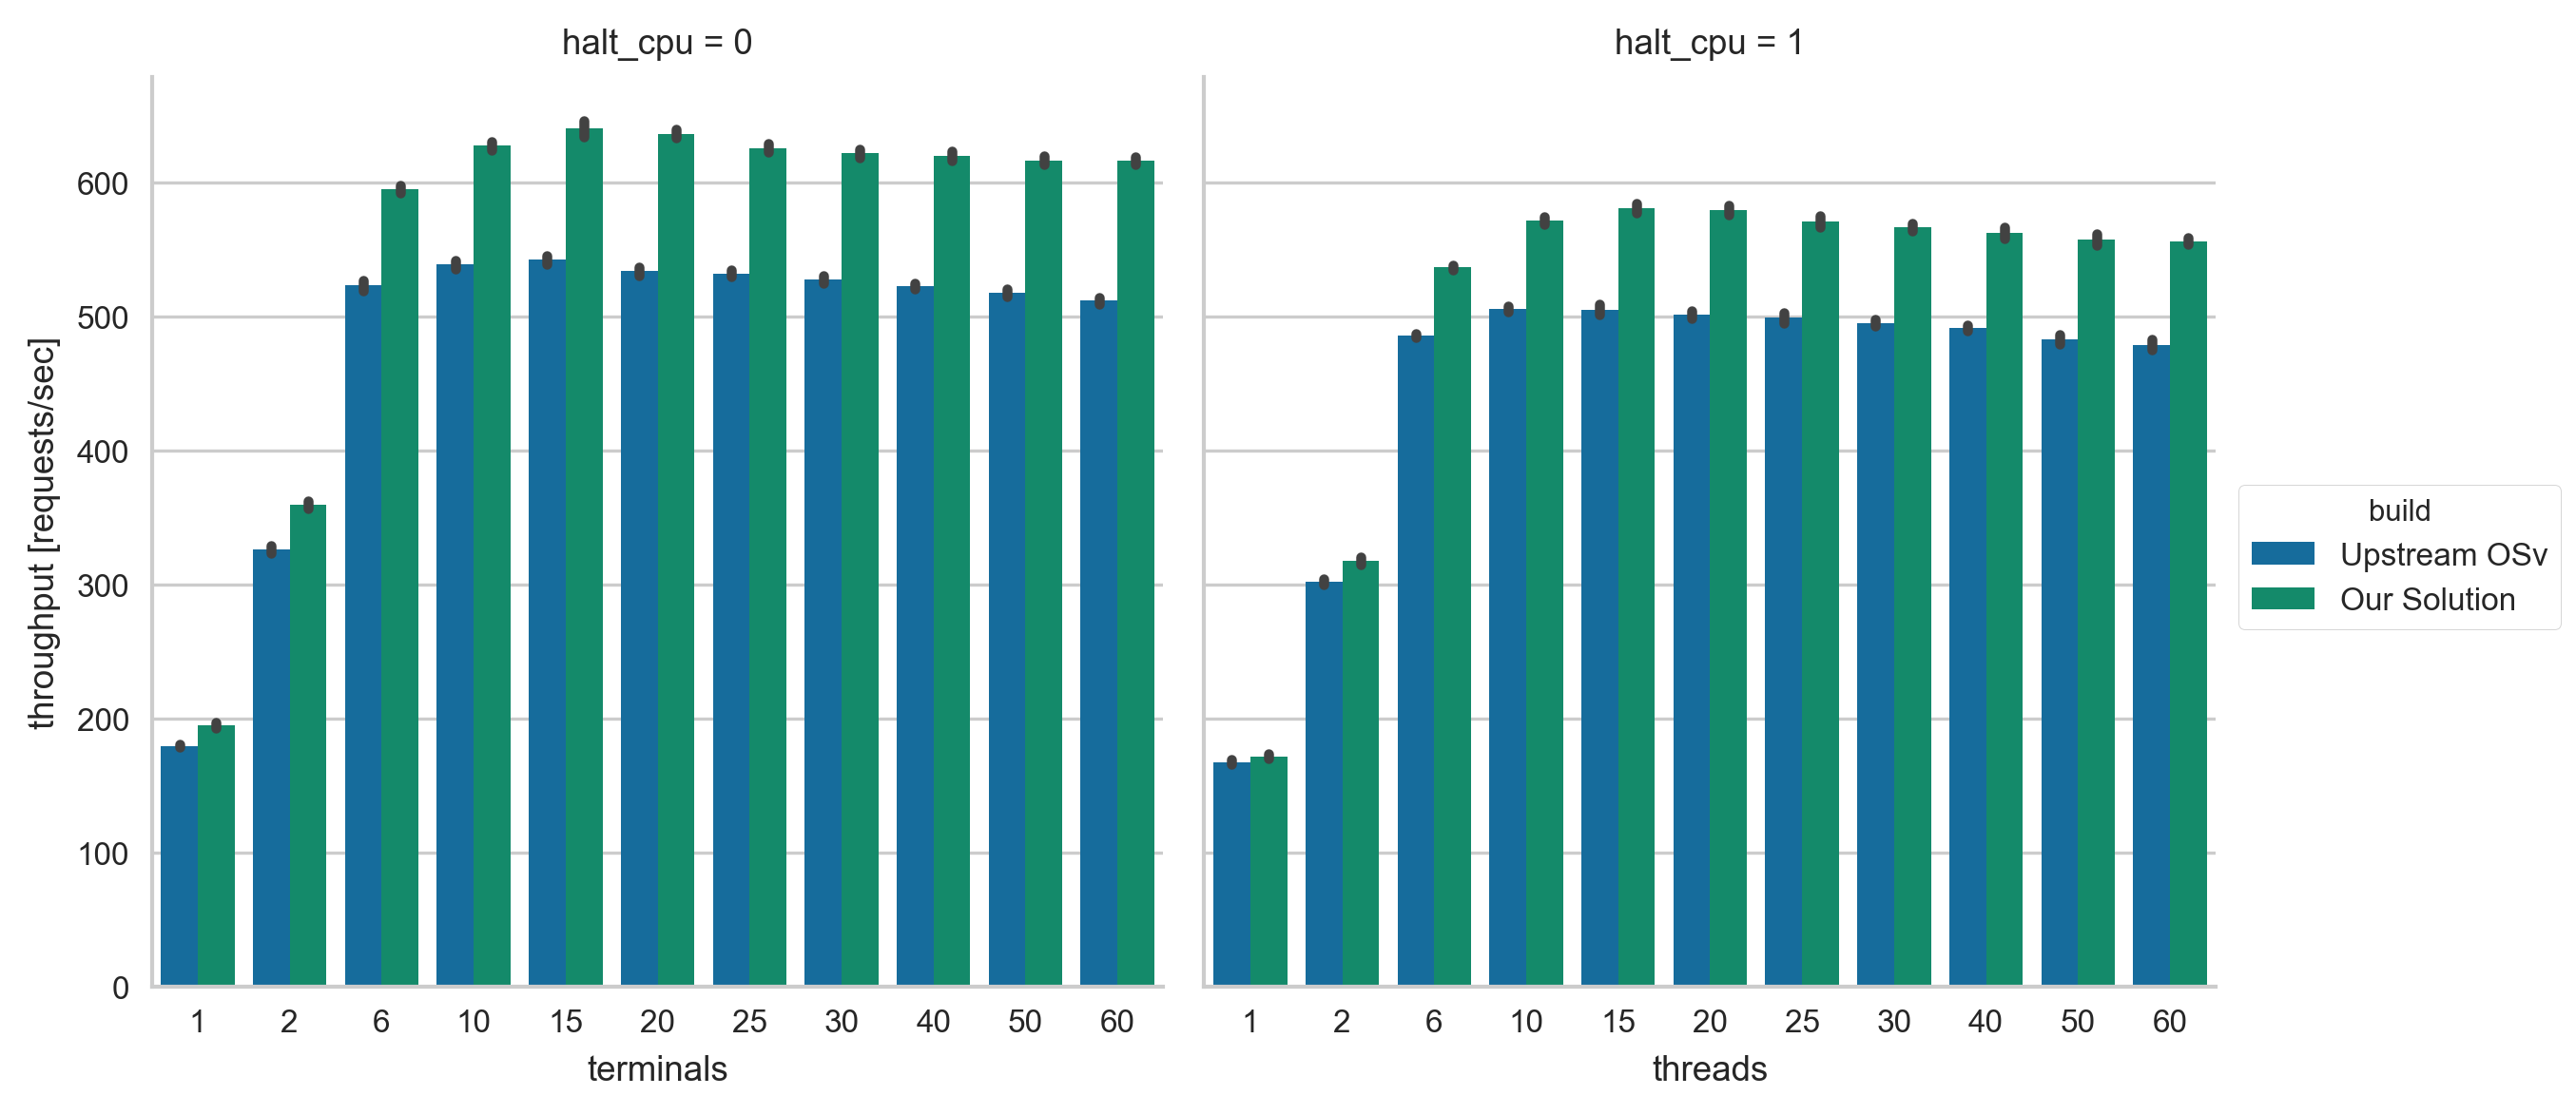 halt_cpu = 0
halt_cpu = 1
throughput [requests/sec]
600
500
400
300
200
100
0
1 2 6 10 15 20 25 30 40 50 60
terminals
1 2 6 10 15 20 25 30 40 50 60
threads
build
Upstream OSv
Our Solution